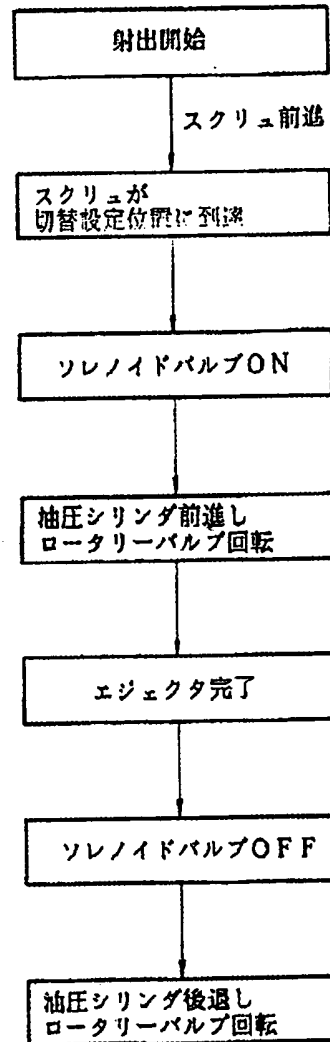 射出開始
スクリュ前進
スクリュが
切替設定位置に到達
ソレノイドバルブON
油圧シリンダ前進し
ロータリーバルブ回転
エジェクタ完了
ソレノイドバルブOFF
油圧シリンダ後退し
ロータリーバルブ回転